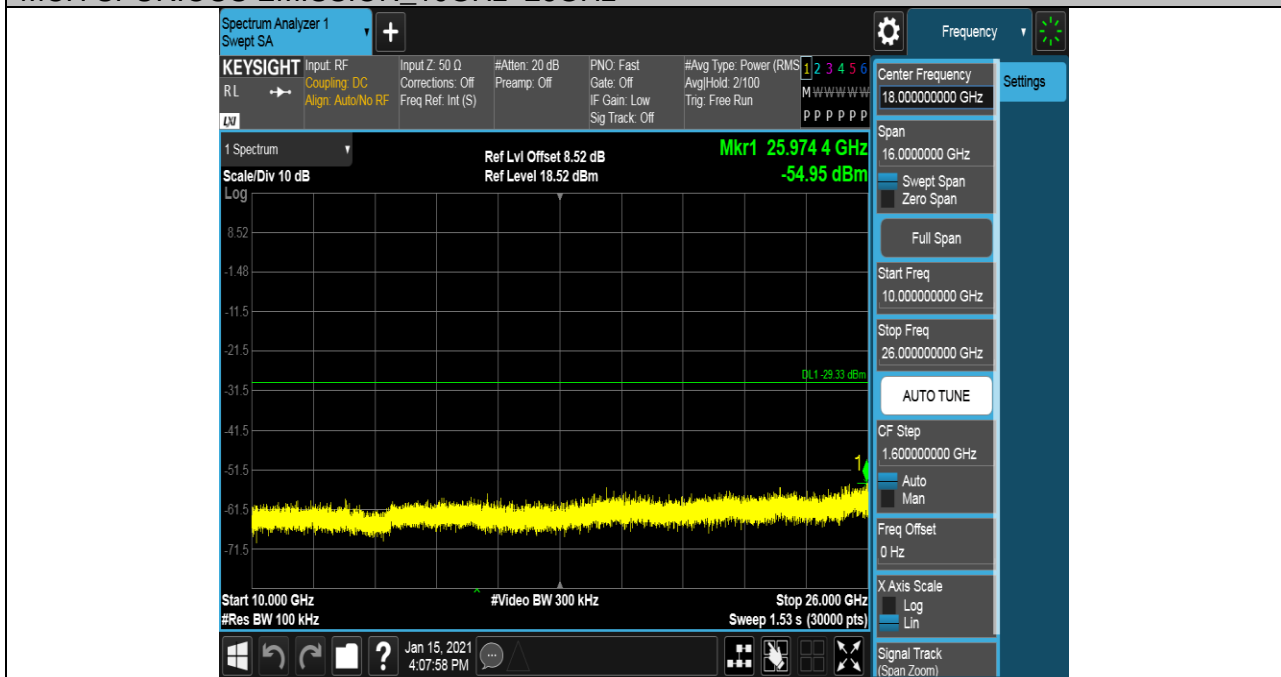 Spectrum Analyzer 1
Swept SA
+
Frequency
KEYSIGHT
RL
LXI
Input: RF
Coupling: DC
Align: Auto/No RF
Input Z: 50 Ω
Corrections: Off
Freq Ref: Int (S)
#Atten: 20 dB
Preamp: Off
PNO: Fast
Gate: Off
IF Gain: Low
Sig Track: Off
#Avg Type: Power (RMS
Avg|Hold: 2/100
Trig: Free Run
1 2 3 4 5 6
M W W W W W
P P P P P P
Center Frequency
18.000000000 GHz
Settings
1 Spectrum
Scale/Div 10 dB
Ref Lvl Offset 8.52 dB
Ref Level 18.52 dBm
Mkr1 25.974 4 GHz
-54.95 dBm
Span
16.0000000 GHz
Swept Span
Zero Span
Full Span
Log
8.52
-1.48
-11.5
-21.5
-31.5
-41.5
-51.5
-61.5
-71.5
DL1 -29.33 dBm
1
Start Freq
10.000000000 GHz
Stop Freq
26.000000000 GHz
AUTO TUNE
CF Step
1.600000000 GHz
Auto
Man
Freq Offset
0 Hz
X Axis Scale
Log
Lin
Signal Track
(Span Zoom)
Start 10.000 GHz
#Video BW 300 kHz
Stop 26.000 GHz
#Res BW 100 kHz
Sweep 1.53 s (30000 pts)
?
Jan 15, 2021
4:07:58 PM